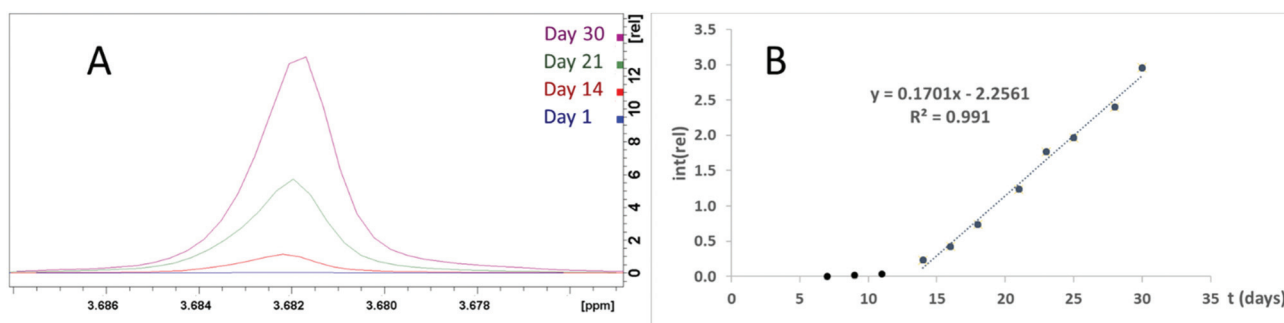 A
Day 30
Day 21
Day 14
Day 1
[rel]
12
10
8
6
4
2
0
3.686 3.684 3.682 3.680 3.678 [ppm]
B
y = 0.1701x - 2.2561
R² = 0.991
int(rel)
3.5
3.0
2.5
2.0
1.5
1.0
0.5
0.0
0 5 10 15 20 25 30 35 t (days)